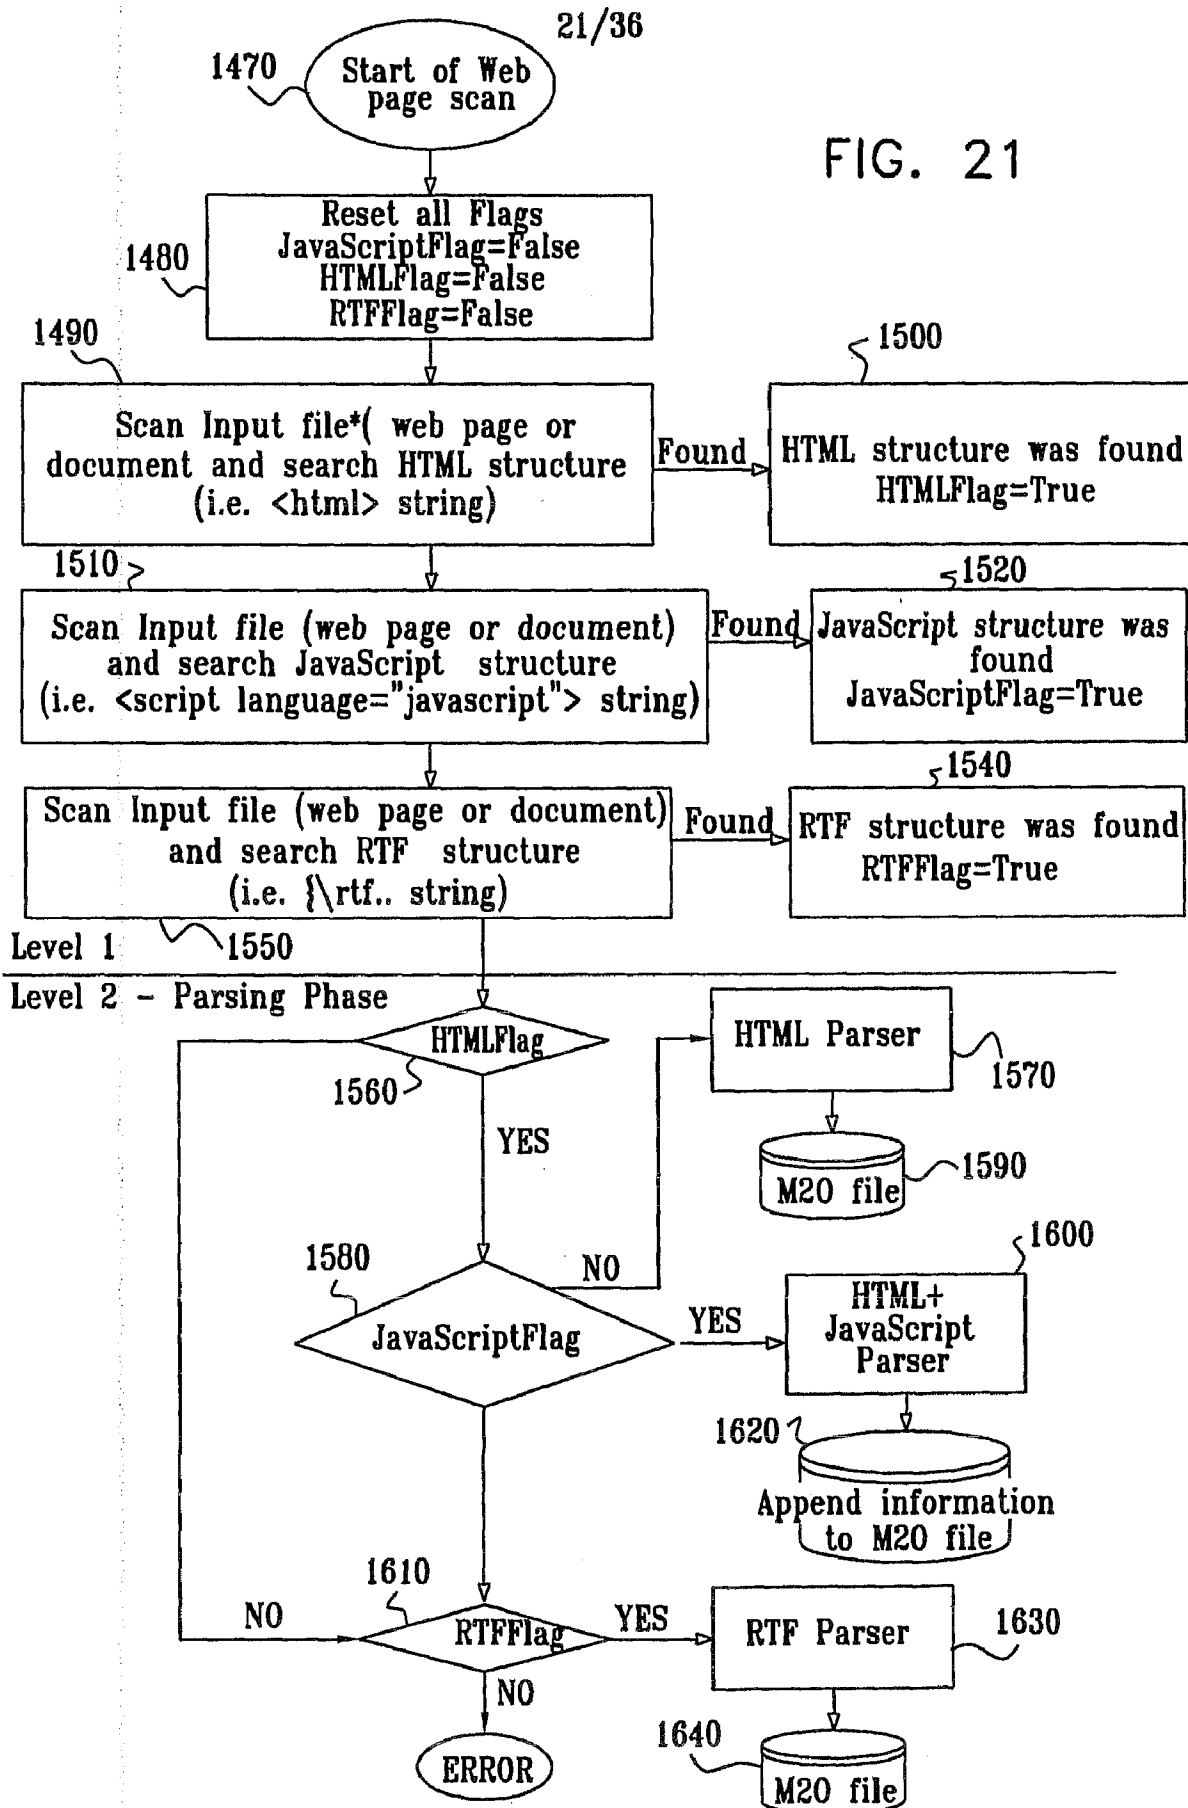 21/36
1470
Start of Web
page scan
FIG. 21
Reset all Flags
JavaScriptFlag=False
HTMLFlag=False
RTFFlag=False
1480
1490
1500
Scan Input file*( web page or
document and search HTML structure
(i.e. <html> string)
Found
HTML structure was found
HTMLFlag=True
1510
1520
Scan Input file (web page or document)
and search JavaScript structure
(i.e. <script language="javascript"> string)
Found
JavaScript structure was
found
JavaScriptFlag=True
1540
Scan Input file (web page or document)
and search RTF structure
(i.e. {\rtf.. string)
Found
RTF structure was found
RTFFlag=True
1550
Level 1
Level 2 - Parsing Phase
HTMLFlag
1560
HTML Parser
1570
YES
M20 file
1590
1580
NO
JavaScriptFlag
YES
1600
HTML+
JavaScript
Parser
1620
Append information
to M20 file
1610
NO
RTFFlag
YES
RTF Parser
1630
NO
ERROR
1640
M20 file